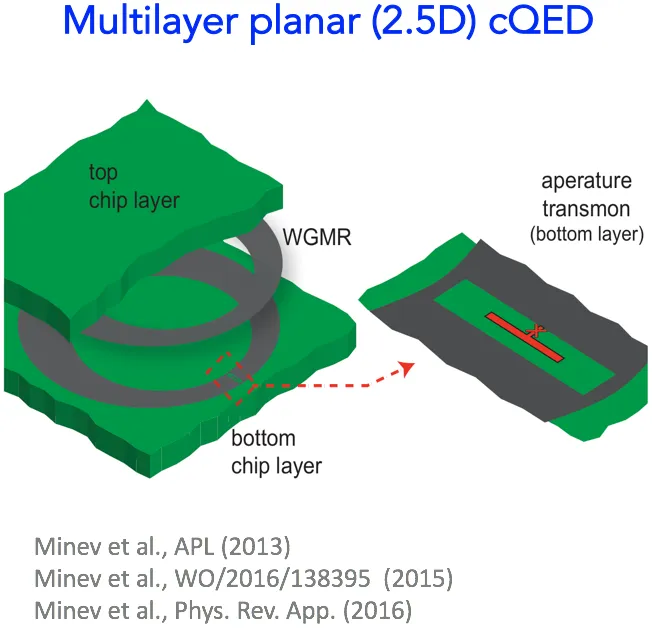 Multilayer planar (2.5D) cQED
top
chip layer
WGMR
aperature
transmon
(bottom layer)
bottom
chip layer
Minev et al., APL (2013)
Minev et al., WO/2016/138395 (2015)
Minev et al., Phys. Rev. App. (2016)